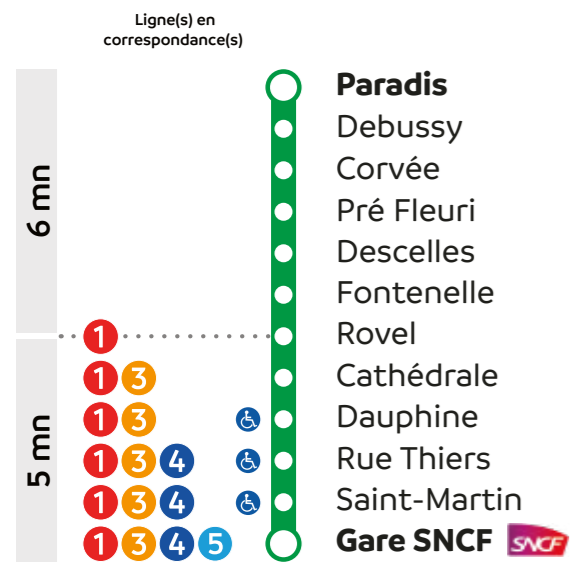 Ligne(s) en
correspondance(s)
Paradis
Debussy
Corvée
Pré Fleuri
Descelles
Fontenelle
6 mn
1 Rovel
1 3 Cathédrale
1 3 Dauphine
1 3 4 Rue Thiers
1 3 4 Saint-Martin
1 3 4 5 Gare SNCF SNCF
5 mn